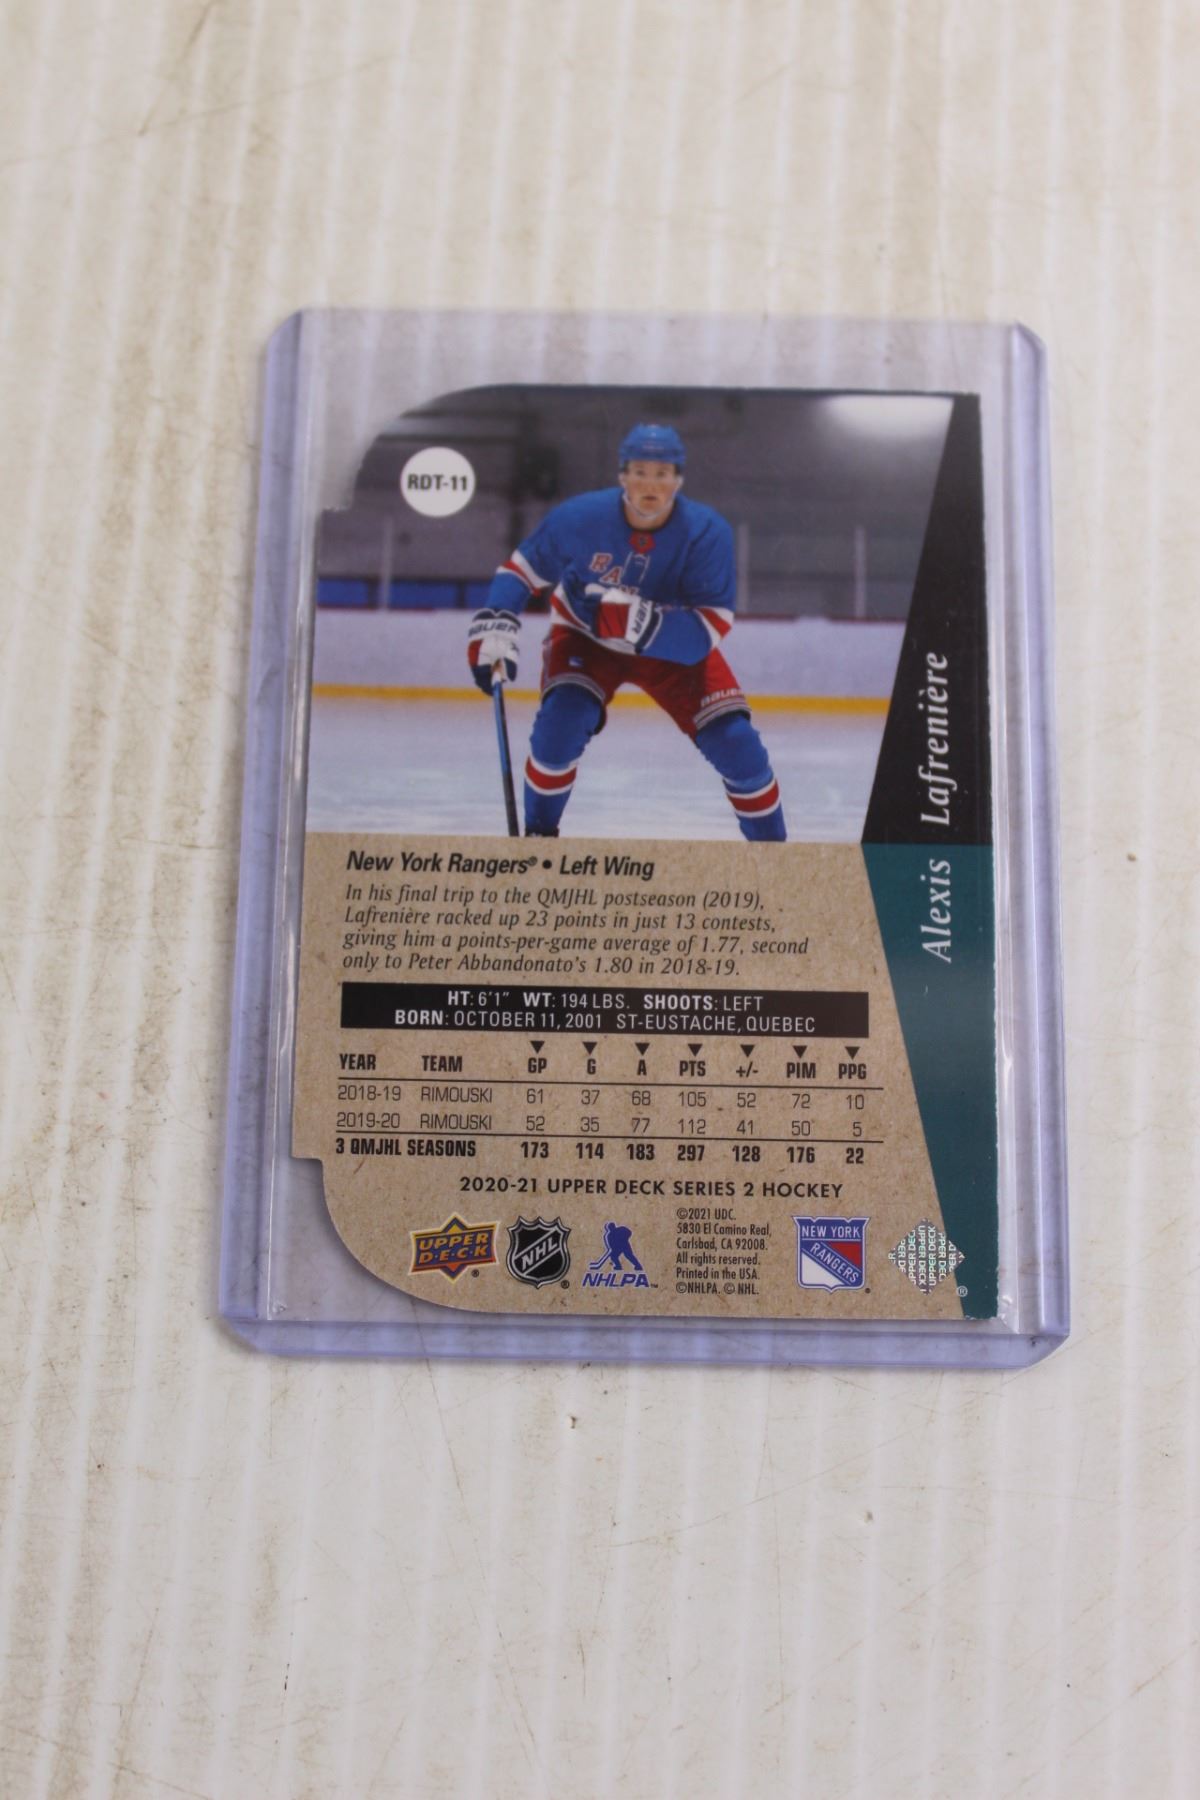 RDT-11
RA
BAUER
BAUER
Alexis Lafrenière
New York Rangers® • Left Wing
In his final trip to the QMJHL postseason (2019),
Lafrenière racked up 23 points in just 13 contests,
giving him a points-per-game average of 1.77, second
only to Peter Abbandonato's 1.80 in 2018-19.
HT: 6'1" WT: 194 LBS. SHOOTS: LEFT
BORN: OCTOBER 11, 2001 ST-EUSTACHE, QUEBEC
YEAR TEAM GP G A PTS +/- PIM PPG
2018-19 RIMOUSKI 61 37 68 105 52 72 10
2019-20 RIMOUSKI 52 35 77 112 41 50 5
3 QMJHL SEASONS 173 114 183 297 128 176 22
2020-21 UPPER DECK SERIES 2 HOCKEY
UPPER
D·E·C·K ®
NHL ®
NHLPA™
©2021 UDC.
5830 El Camino Real,
Carlsbad, CA 92008.
All rights reserved.
Printed in the USA.
©NHLPA. © NHL.
NEW YORK
RANGERS
UPPER DECK
®